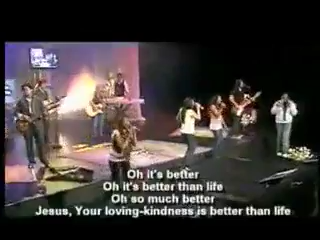 Oh it's better
Oh it's better than life
Oh so much better
Jesus, Your loving-kindness is better than life